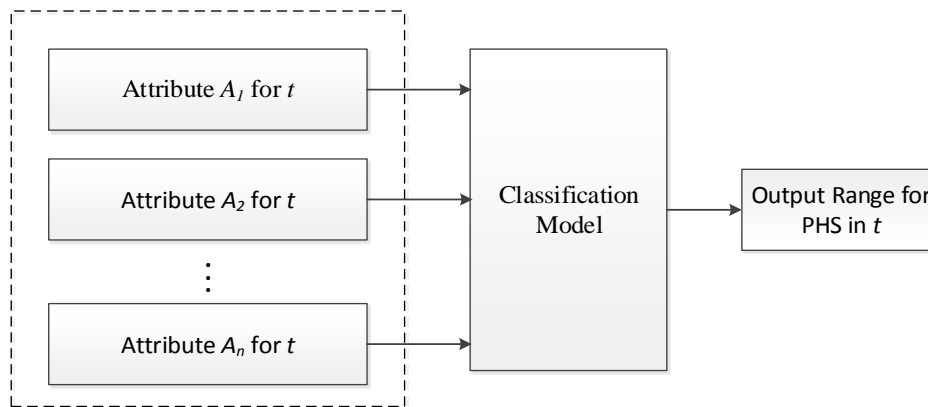 Attribute A1 for t
Attribute A2 for t
⋮
Attribute An for t
Classification
Model
Output Range for
PHS in t